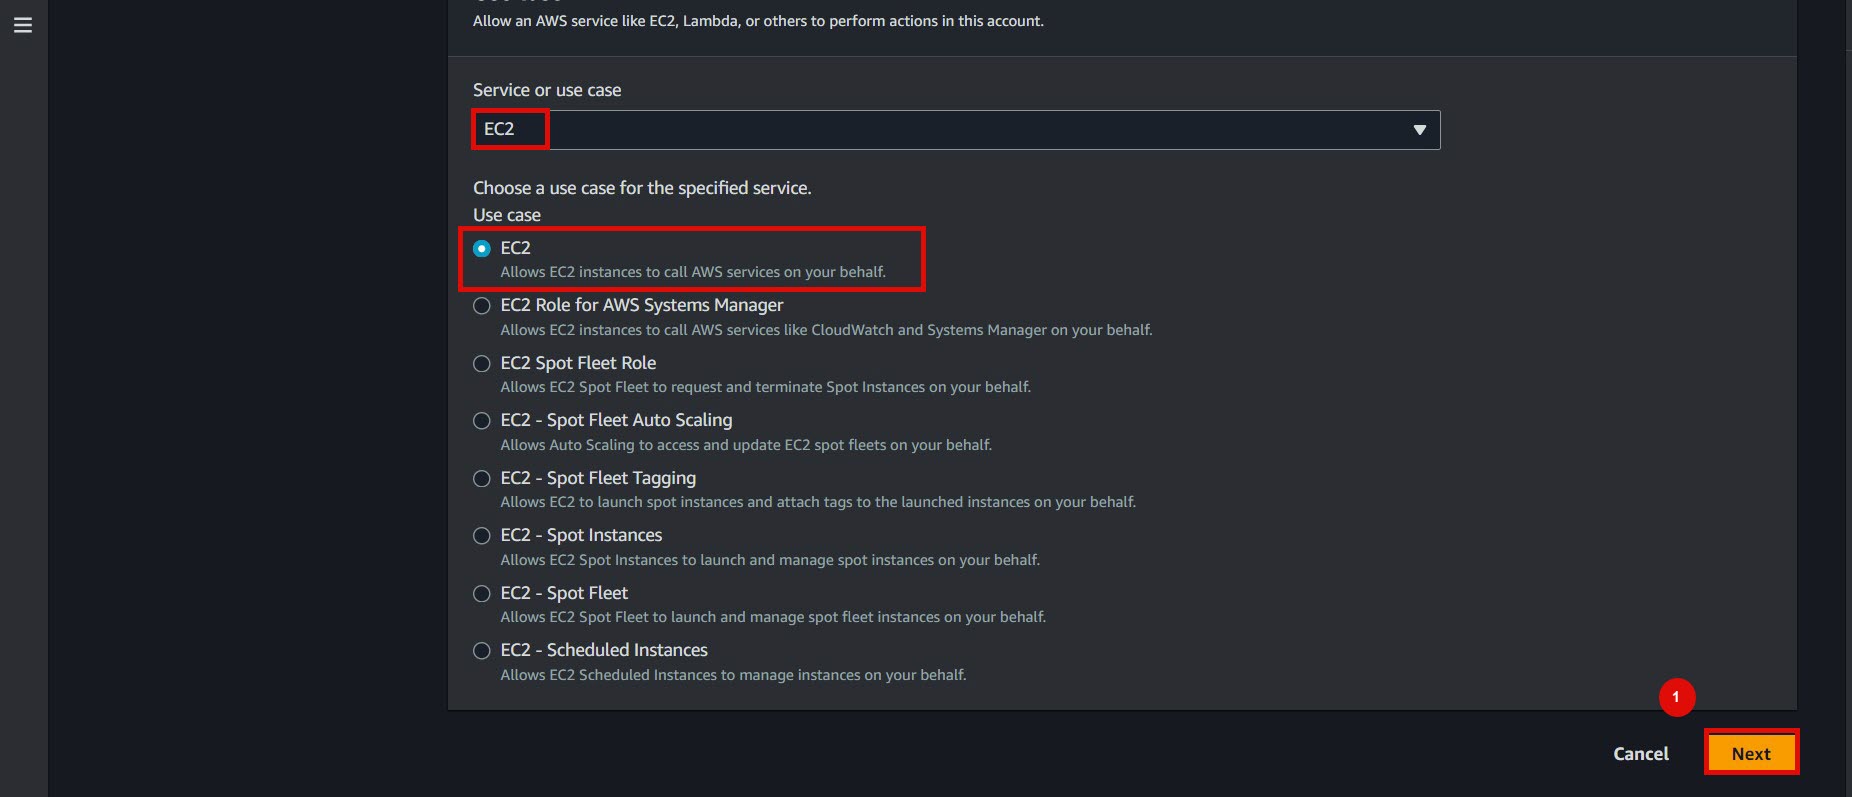 Allow an AWS service like EC2, Lambda, or others to perform actions in this account.
Service or use case
EC2
Choose a use case for the specified service.
Use case
EC2
Allows EC2 instances to call AWS services on your behalf.
EC2 Role for AWS Systems Manager
Allows EC2 instances to call AWS services like CloudWatch and Systems Manager on your behalf.
EC2 Spot Fleet Role
Allows EC2 Spot Fleet to request and terminate Spot Instances on your behalf.
EC2 - Spot Fleet Auto Scaling
Allows Auto Scaling to access and update EC2 spot fleets on your behalf.
EC2 - Spot Fleet Tagging
Allows EC2 to launch spot instances and attach tags to the launched instances on your behalf.
EC2 - Spot Instances
Allows EC2 Spot Instances to launch and manage spot instances on your behalf.
EC2 - Spot Fleet
Allows EC2 Spot Fleet to launch and manage spot fleet instances on your behalf.
EC2 - Scheduled Instances
Allows EC2 Scheduled Instances to manage instances on your behalf.
1
Cancel
Next